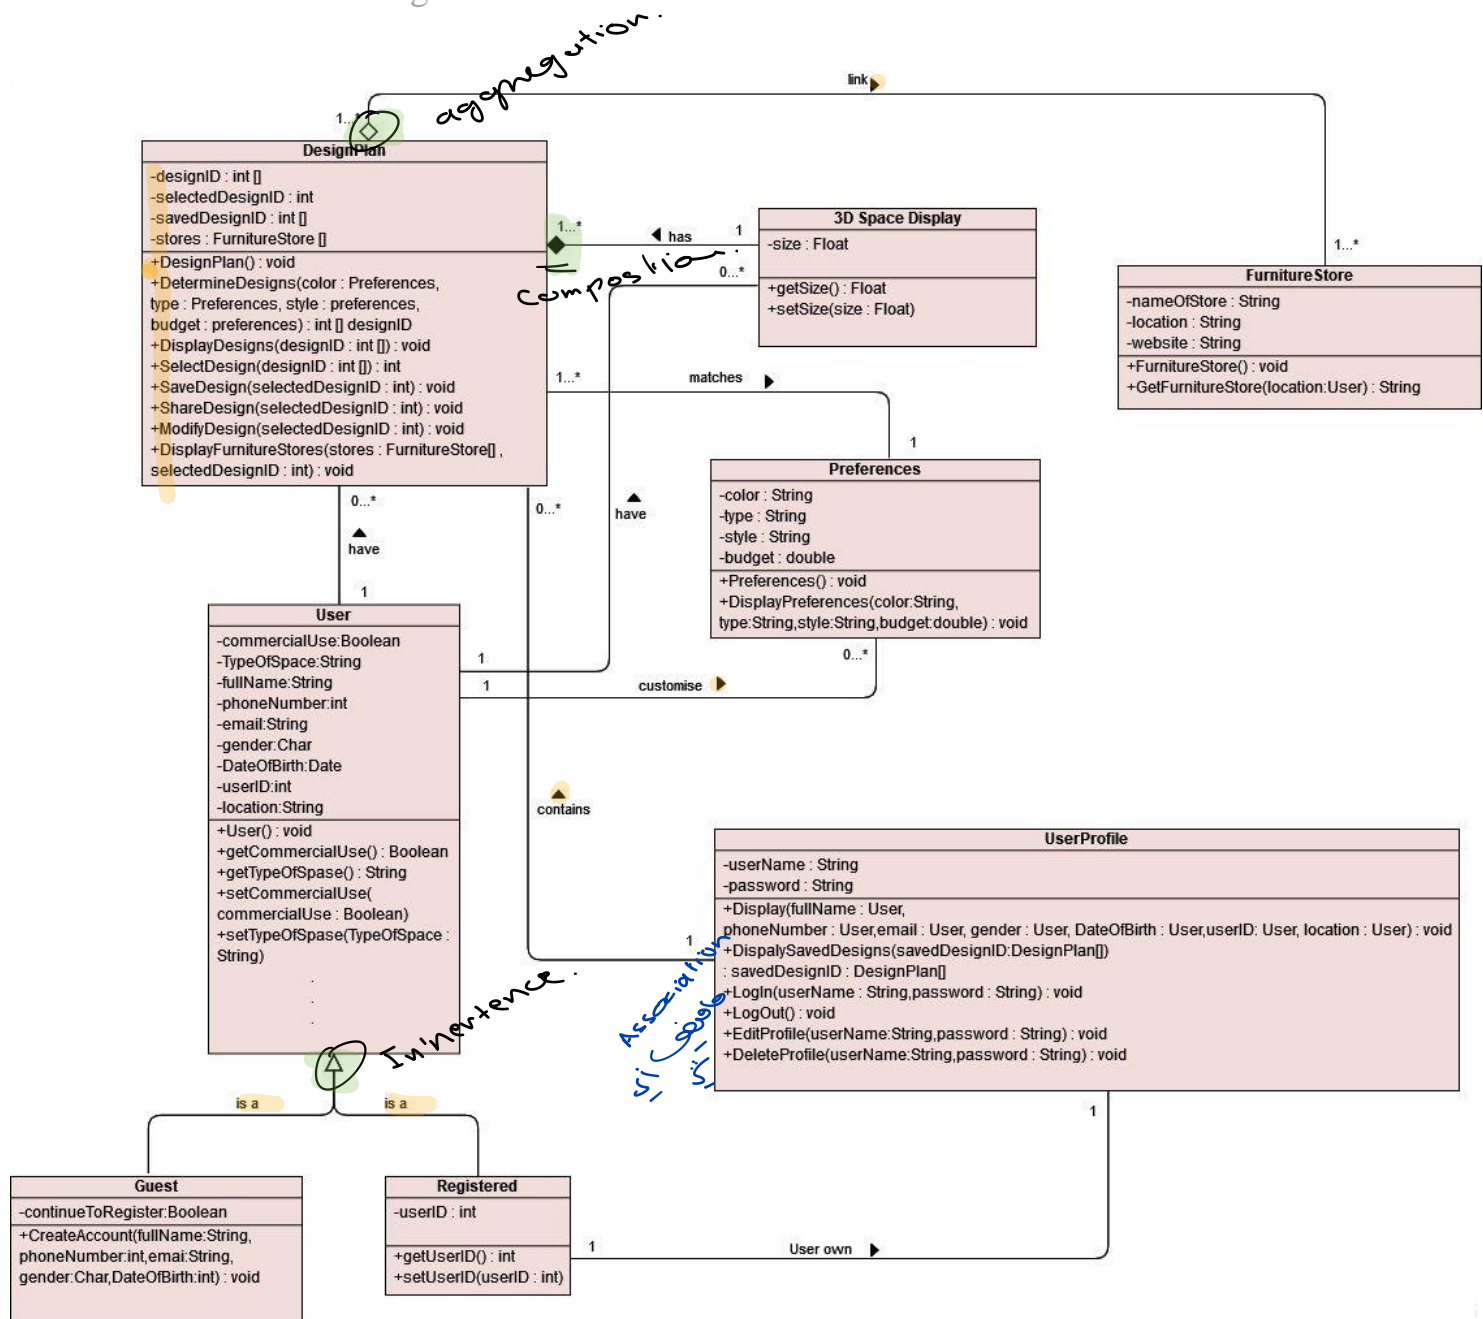 aggregation.
link
1...*
DesignPlan
-designID : int []
-selectedDesignID : int
-savedDesignID : int []
-stores : FurnitureStore []
+DesignPlan() : void
+DetermineDesigns(color : Preferences,
type : Preferences, style : preferences,
budget : preferences) : int [] designID
+DisplayDesigns(designID : int []) : void
+SelectDesign(designID : int []) : int
+SaveDesign(selectedDesignID : int) : void
+ShareDesign(selectedDesignID : int) : void
+ModifyDesign(selectedDesignID : int) : void
+DisplayFurnitureStores(stores : FurnitureStore[] ,
selectedDesignID : int) : void
1...*
has
1
Composition.
0...*
3D Space Display
-size : Float
+getSize() : Float
+setSize(size : Float)
1...*
FurnitureStore
-nameOfStore : String
-location : String
-website : String
+FurnitureStore() : void
+GetFurnitureStore(location:User) : String
1...*
matches
1
Preferences
-color : String
-type : String
-style : String
-budget : double
+Preferences() : void
+DisplayPreferences(color:String,
type:String,style:String,budget:double) : void
0...*
0...*
have
0...*
have
1
User
-commercialUse:Boolean
-TypeOfSpace:String
-fullName:String
-phoneNumber:int
-email:String
-gender:Char
-DateOfBirth:Date
-userID:int
-location:String
+User() : void
+getCommercialUse() : Boolean
+getTypeOfSpase() : String
+setCommercialUse(
commercialUse : Boolean)
+setTypeOfSpase(TypeOfSpace :
String)
.
.
.
1
1
customise
contains
1
UserProfile
-userName : String
-password : String
+Display(fullName : User,
phoneNumber : User,email : User, gender : User, DateOfBirth : User,userID: User, location : User) : void
+DispalySavedDesigns(savedDesignID:DesignPlan[])
: savedDesignID : DesignPlan[]
+LogIn(userName : String,password : String) : void
+LogOut() : void
+EditProfile(userName:String,password : String) : void
+DeleteProfile(userName:String,password : String) : void
Association
In'hertence.
is a
is a
1
Guest
-continueToRegister:Boolean
+CreateAccount(fullName:String,
phoneNumber:int,emai:String,
gender:Char,DateOfBirth:int) : void
Registered
-userID : int
+getUserID() : int
+setUserID(userID : int)
1
User own